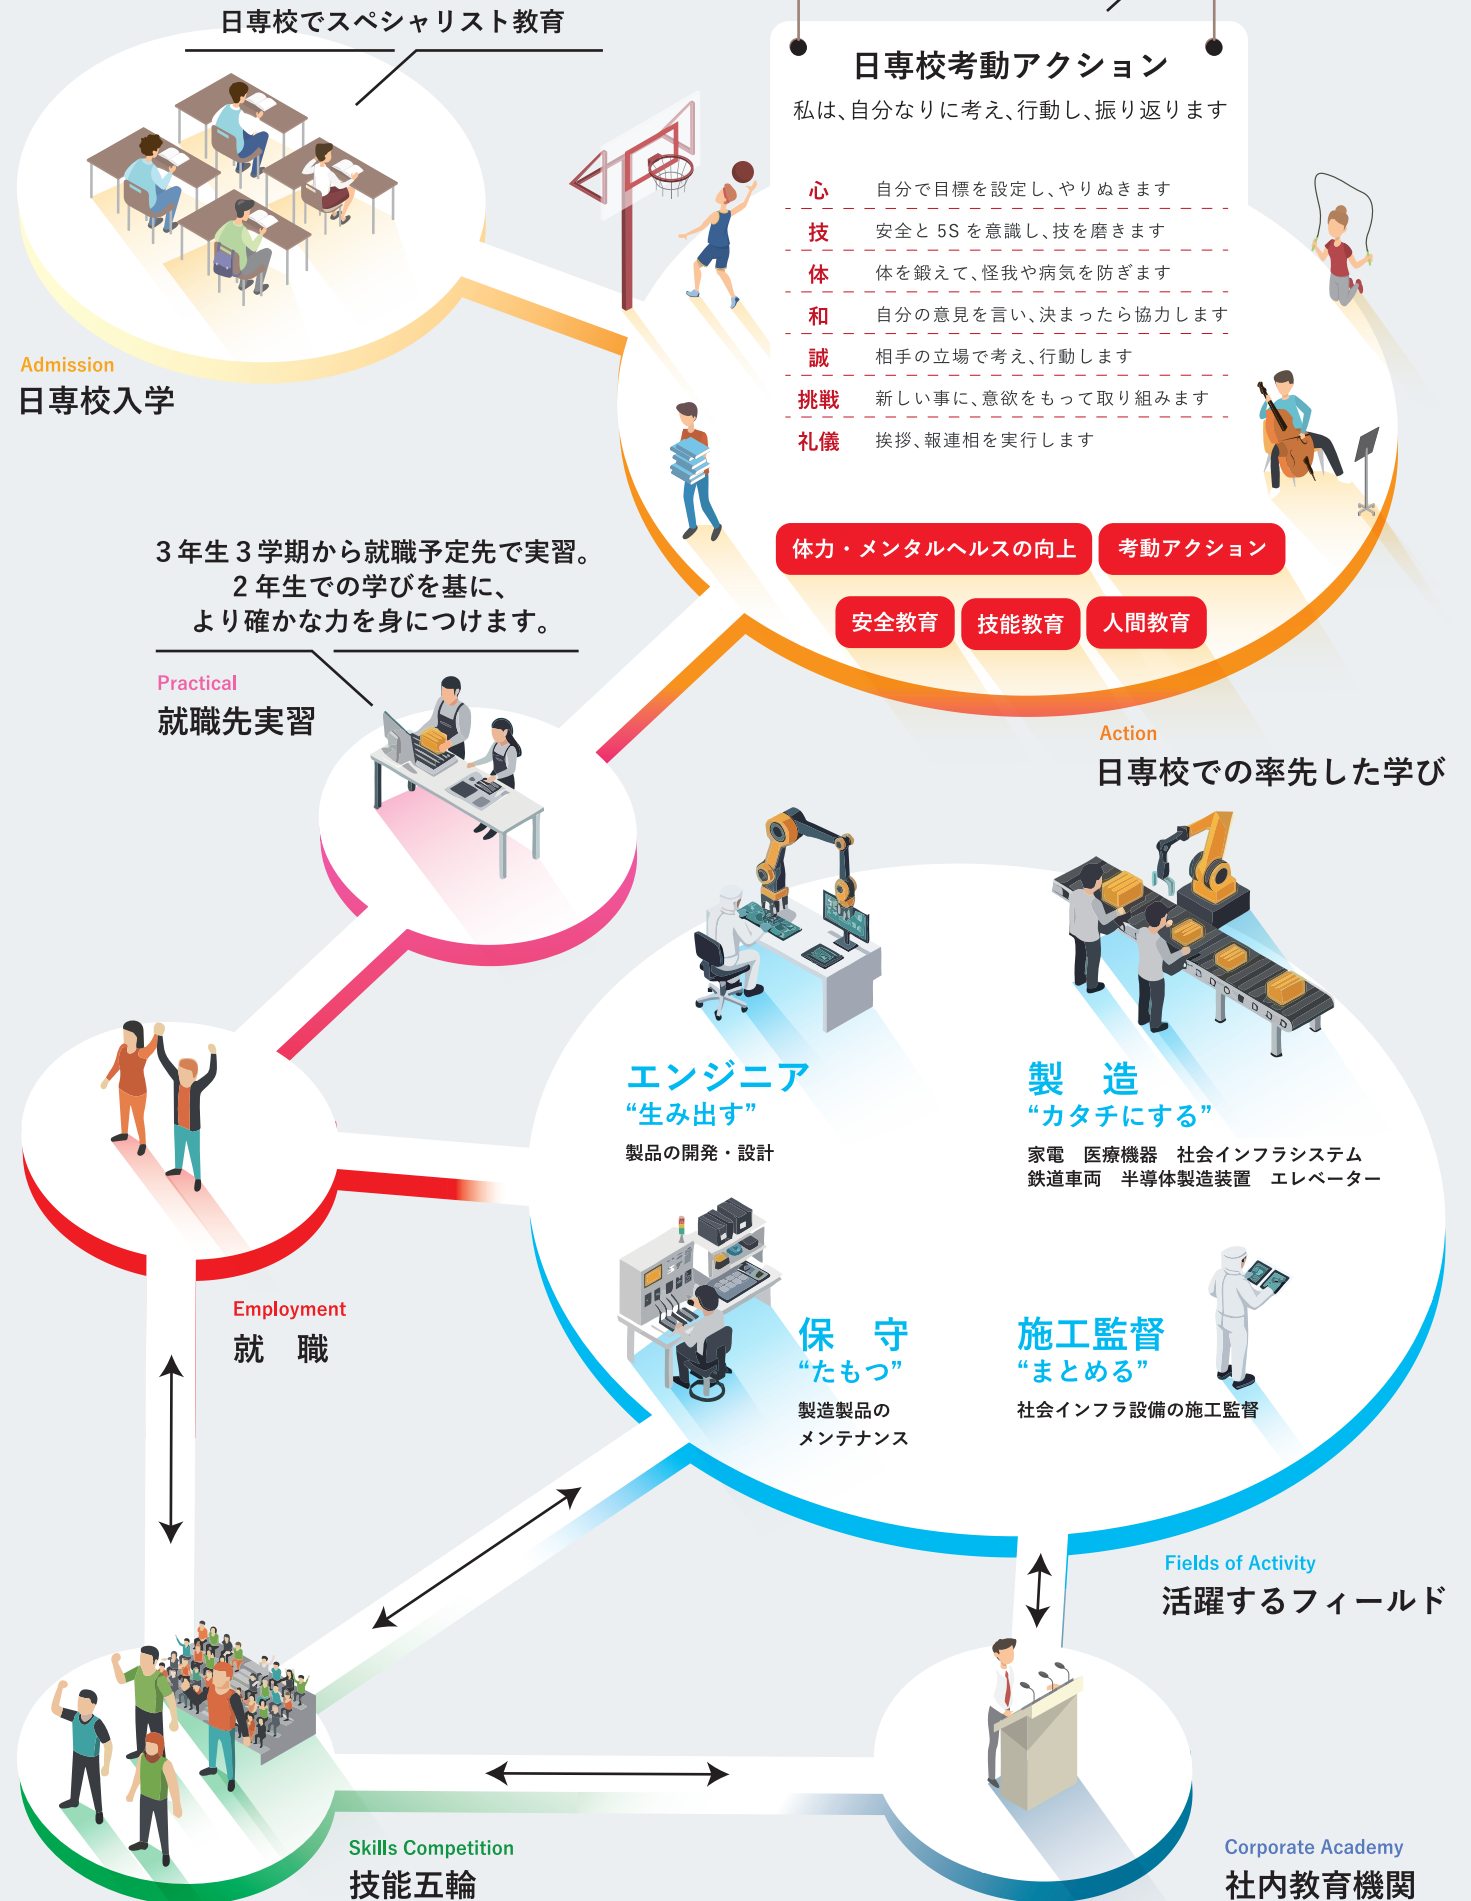 日専校でスペシャリスト教育
日専校考動アクション
私は、自分なりに考え、行動し、振り返ります
心 自分で目標を設定し、やりぬきます
技 安全と 5S を意識し、技を磨きます
体 体を鍛えて、怪我や病気を防ぎます
和 自分の意見を言い、決まったら協力します
誠 相手の立場で考え、行動します
挑戦 新しい事に、意欲をもって取り組みます
礼儀 挨拶、報連相を実行します
体力・メンタルヘルスの向上
考動アクション
安全教育
技能教育
人間教育
Admission
日専校入学
Action
日専校での率先した学び
3年生3学期から就職予定先で実習。
2年生での学びを基に、
より確かな力を身につけます。
Practical
就職先実習
エンジニア
“生み出す”
製品の開発・設計
製　造
“カタチにする”
家電　医療機器　社会インフラシステム
鉄道車両　半導体製造装置　エレベーター
保　守
“たもつ”
製造製品の
メンテナンス
施工監督
“まとめる”
社会インフラ設備の施工監督
Employment
就　職
Fields of Activity
活躍するフィールド
Skills Competition
技能五輪
Corporate Academy
社内教育機関